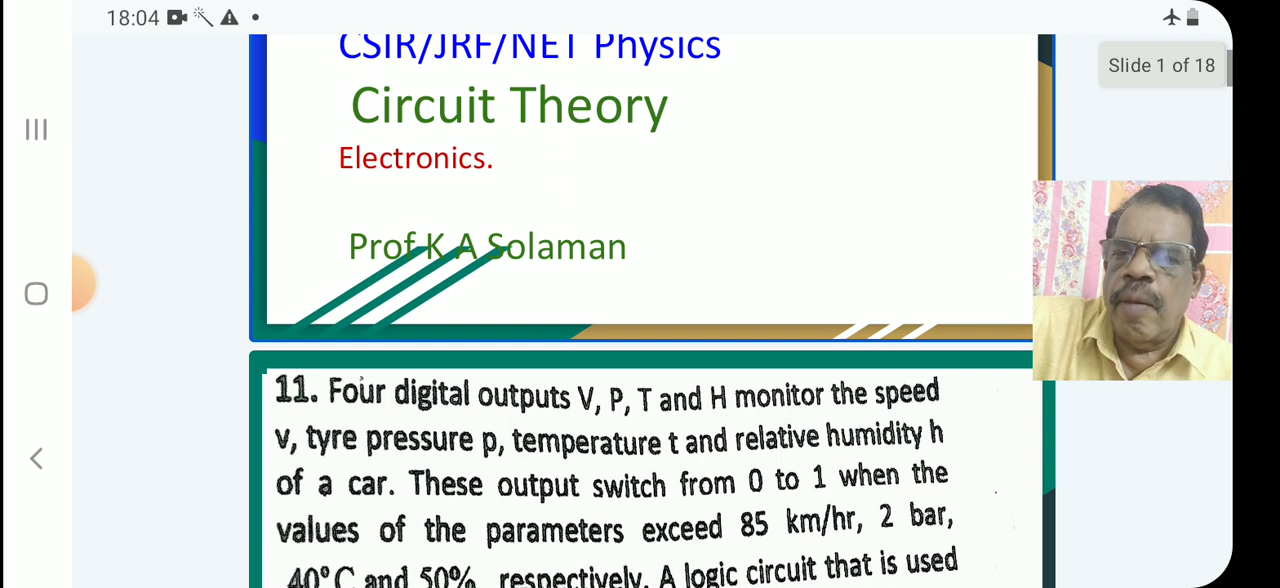 18:04
Slide 1 of 18
CSIR/JRF/NET Physics
Circuit Theory
Electronics.
Prof K A Solaman
11. Four digital outputs V, P, T and H monitor the speed
v, tyre pressure p, temperature t and relative humidity h
of a car. These output switch from 0 to 1 when the
values of the parameters exceed 85 km/hr, 2 bar,
40° C and 50%, respectively. A logic circuit that is used